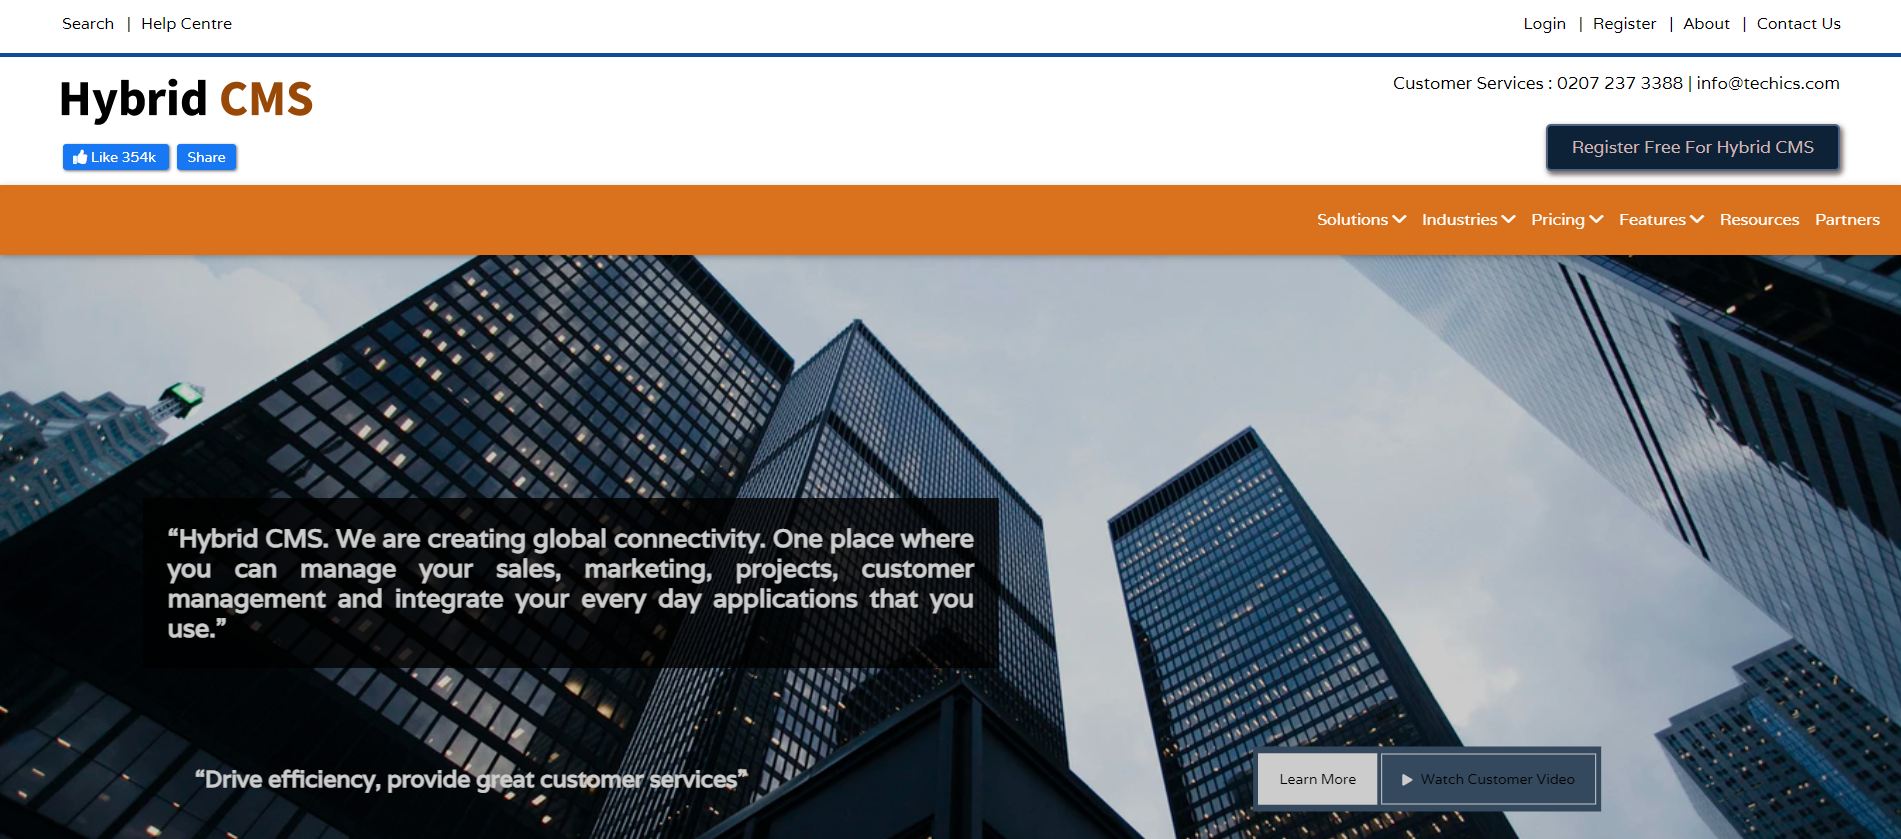 Search | Help Centre
Login | Register | About | Contact Us
Hybrid CMS
Customer Services : 0207 237 3388 | info@techics.com
Like 354k Share
Register Free For Hybrid CMS
Solutions Industries Pricing Features Resources Partners
“Hybrid CMS. We are creating global connectivity. One place where
you can manage your sales, marketing, projects, customer
management and integrate your every day applications that you
use.”
“Drive efficiency, provide great customer services”
Learn More Watch Customer Video